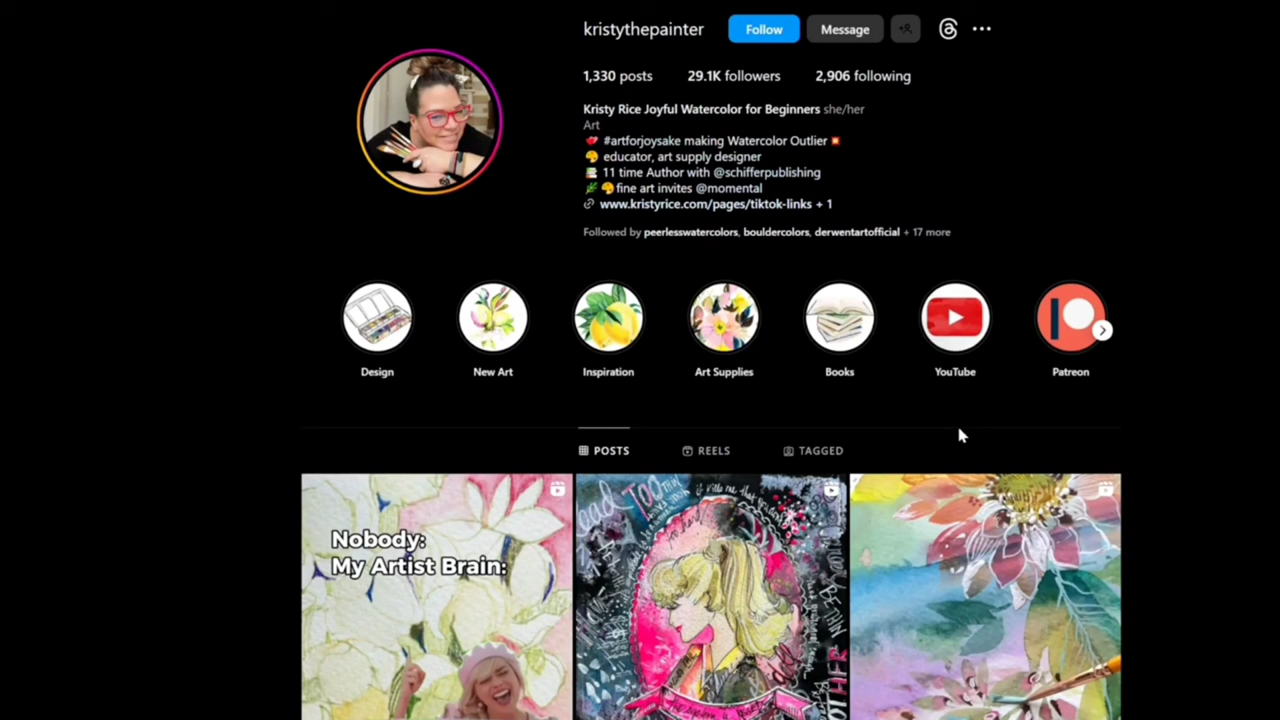 kristythepainter Follow Message
1,330 posts 29.1K followers 2,906 following
Kristy Rice Joyful Watercolor for Beginners she/her
Art
#artforjoysake making Watercolor Outlier
educator, art supply designer
11 time Author with @schifferpublishing
fine art invites @momental
www.kristyrice.com/pages/tiktok-links + 1
Followed by peerlesswatercolors, bouldercolors, derwentartofficial + 17 more
Design New Art Inspiration Art Supplies Books YouTube Patreon
POSTS REELS TAGGED
Nobody:
My Artist Brain: